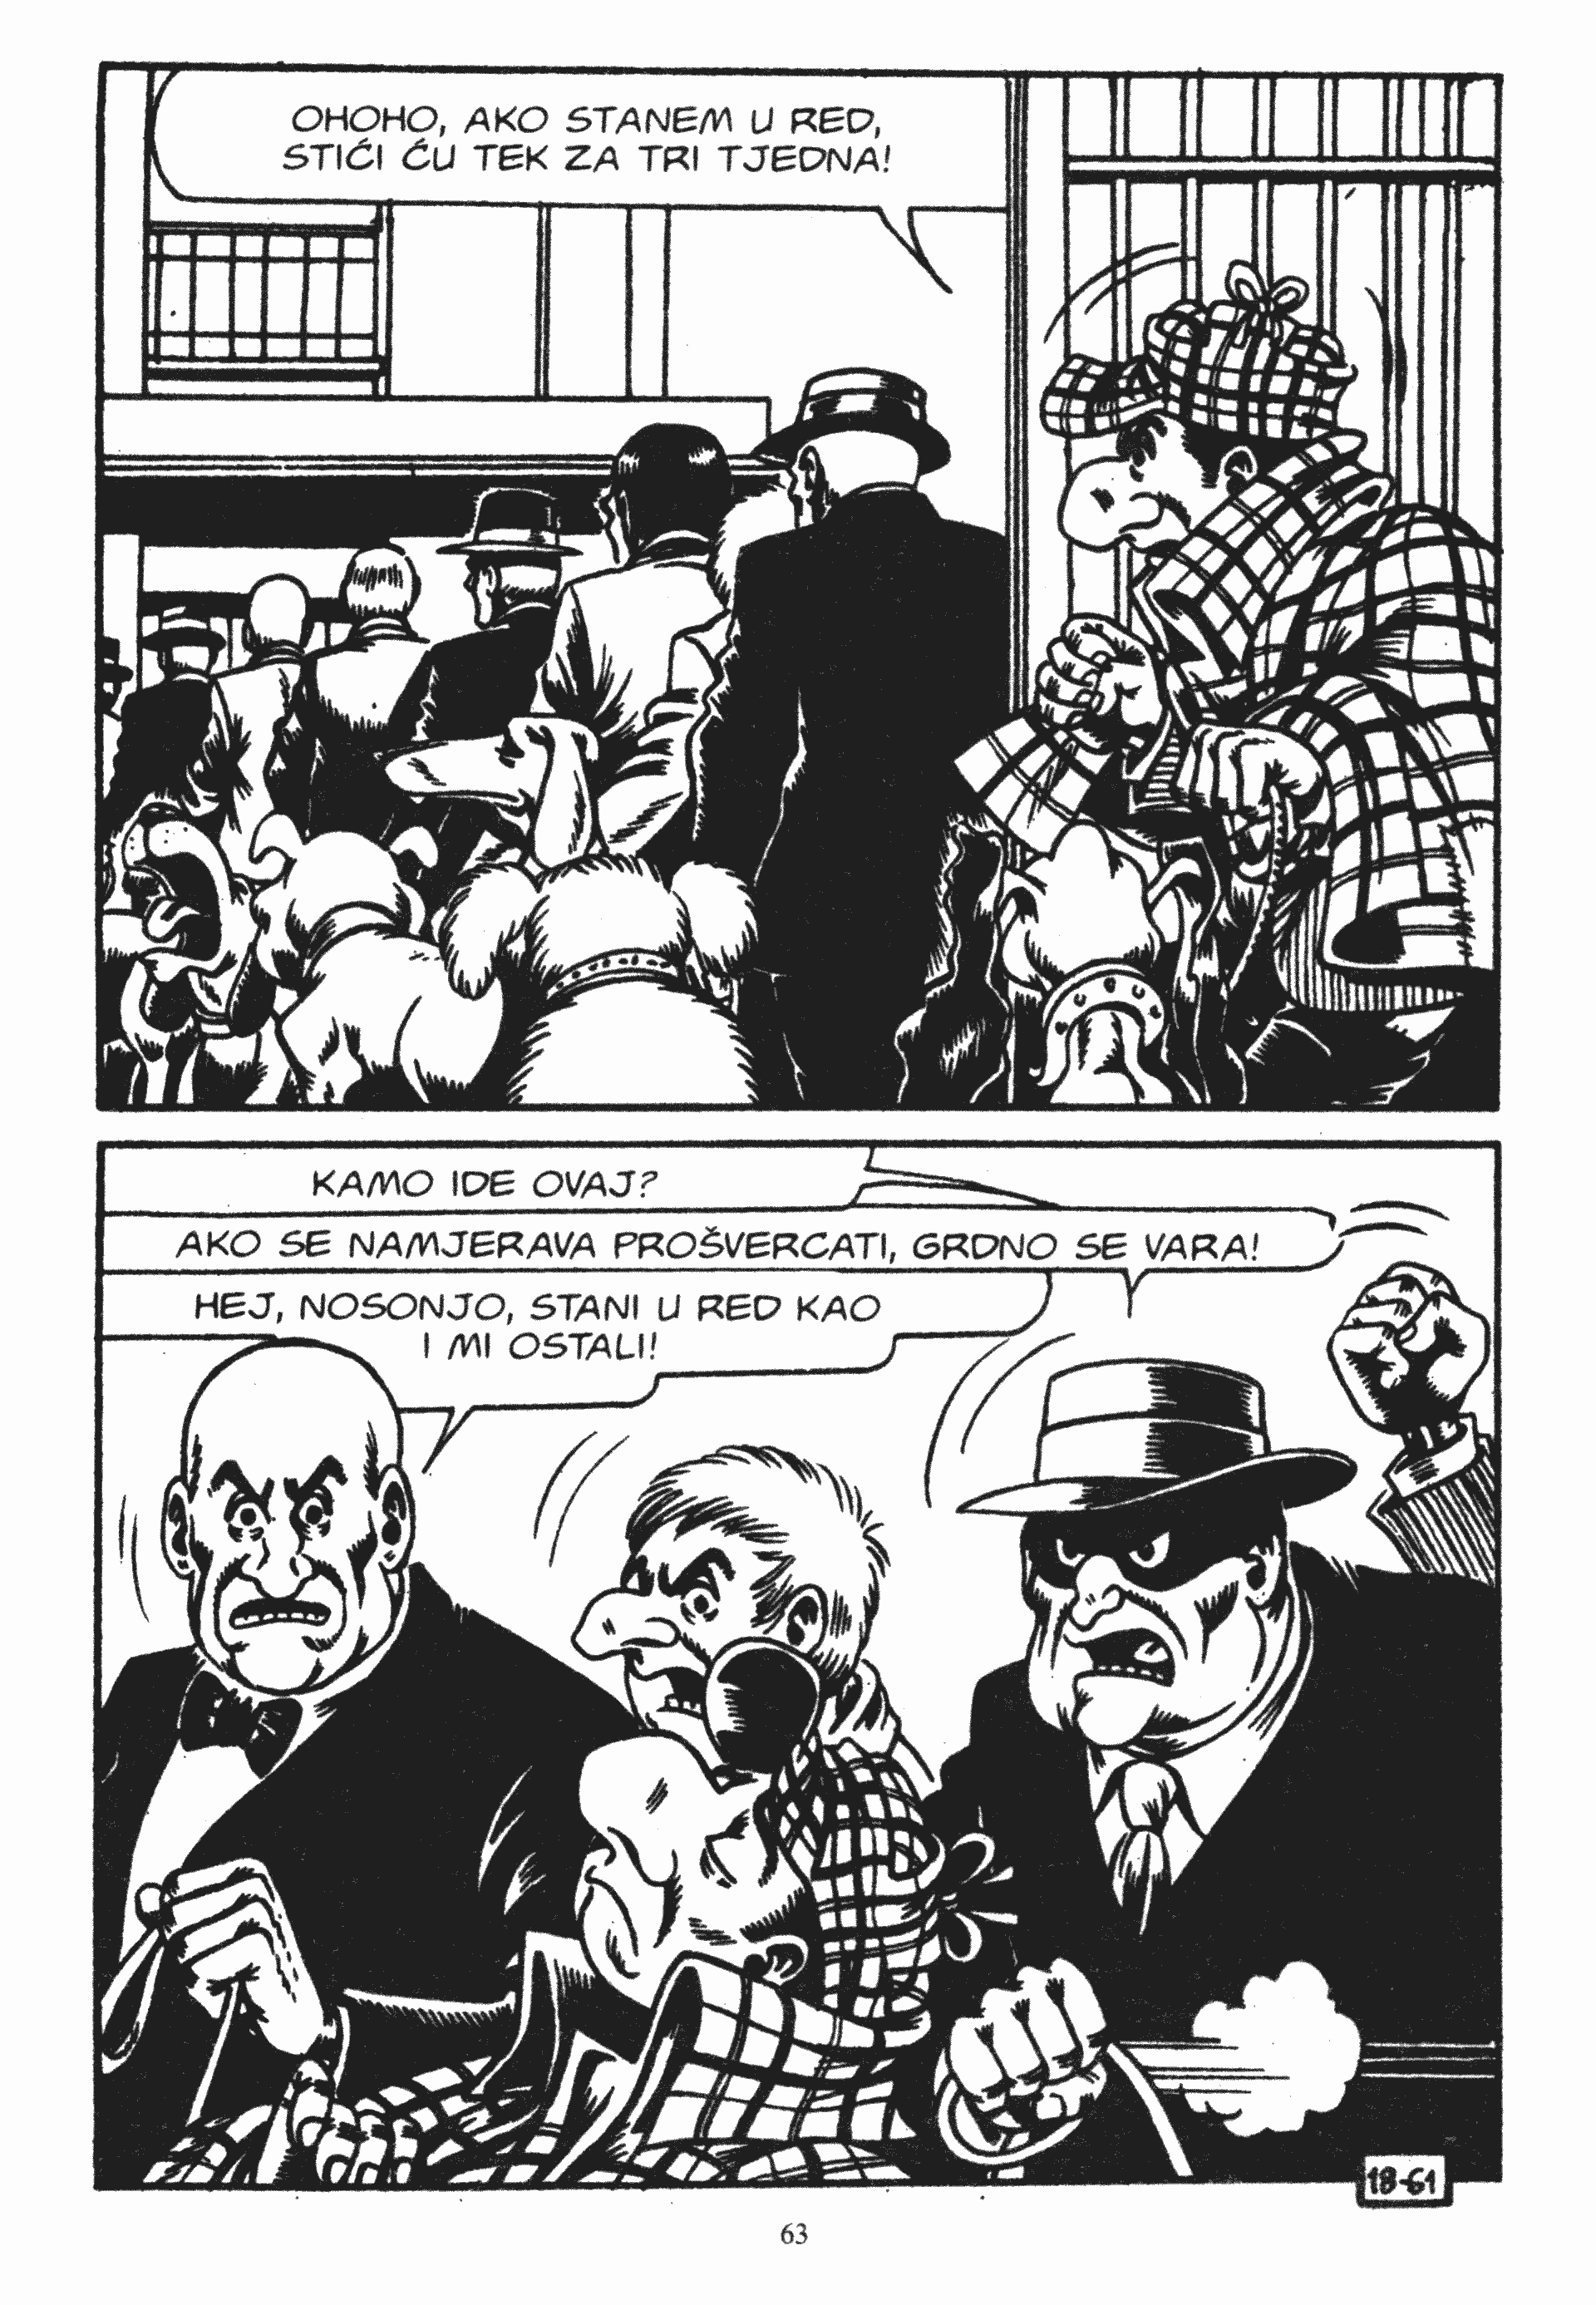 OHOHO, AKO STANEM U RED,
STIĆI ĆU TEK ZA TRI TJEDNA!
KAMO IDE OVAJ?
AKO SE NAMJERAVA PROŠVERCATI, GRDNO SE VARA!
HEJ, NOSONJO, STANI U RED KAO
I MI OSTALI!
18-61
63